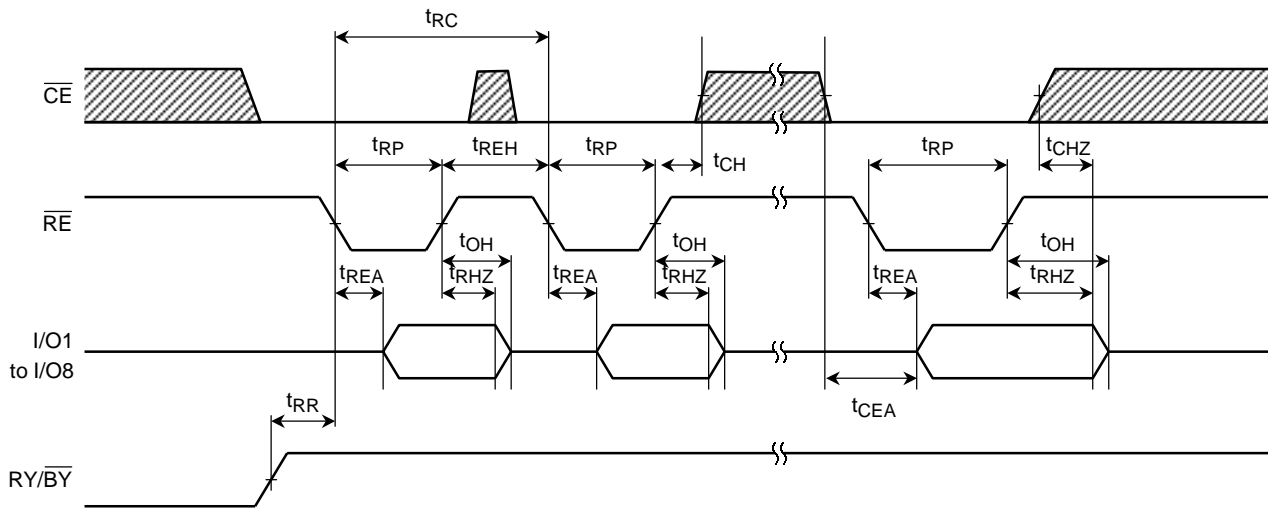 tRC
CE
tRP
tREH
tRP
tCH
tRP
tCHZ
RE
tOH
tOH
tOH
tREA
tRHZ
tREA
tRHZ
tREA
tRHZ
I/O1
to I/O8
tRR
tCEA
RY/BY